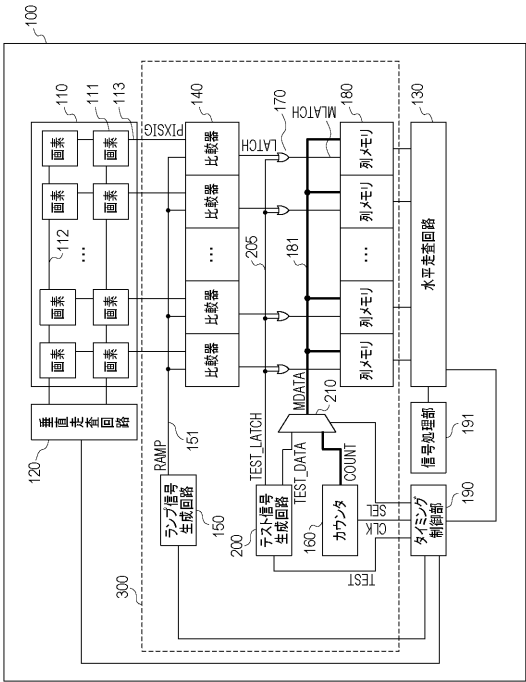 100
110
111
113
画素
画素
画素
画素
112
…
画素
画素
画素
画素
垂直走査回路
120
300
PIXSIG
140
比較器
比較器
…
比較器
比較器
RAMP
151
ランプ信号
生成回路
150
LATCH
170
205
TEST_LATCH
TEST_DATA
テスト信号
生成回路
200
MLATCH
181
MDATA
210
COUNT
カウンタ
160
180
列メモリ
列メモリ
…
列メモリ
列メモリ
130
水平走査回路
信号処理部
191
SEL
CLK
TEST
タイミング
制御部
190